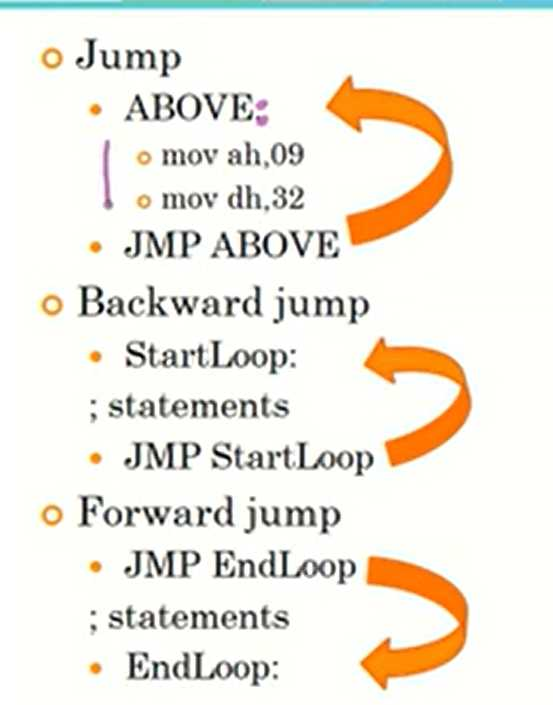 Jump
ABOVE:
mov ah,09
mov dh,32
JMP ABOVE
Backward jump
StartLoop:
; statements
JMP StartLoop
Forward jump
JMP EndLoop
; statements
EndLoop: